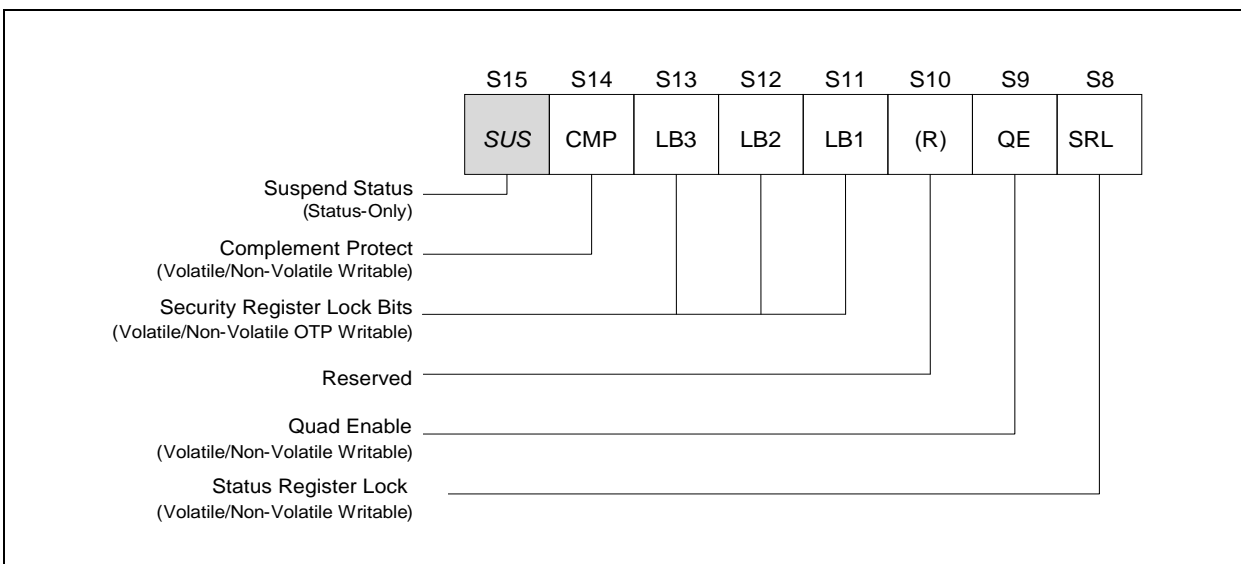 S15 S14 S13 S12 S11 S10 S9 S8
SUS CMP LB3 LB2 LB1 (R) QE SRL
Suspend Status
(Status-Only)
Complement Protect
(Volatile/Non-Volatile Writable)
Security Register Lock Bits
(Volatile/Non-Volatile OTP Writable)
Reserved
Quad Enable
(Volatile/Non-Volatile Writable)
Status Register Lock
(Volatile/Non-Volatile Writable)